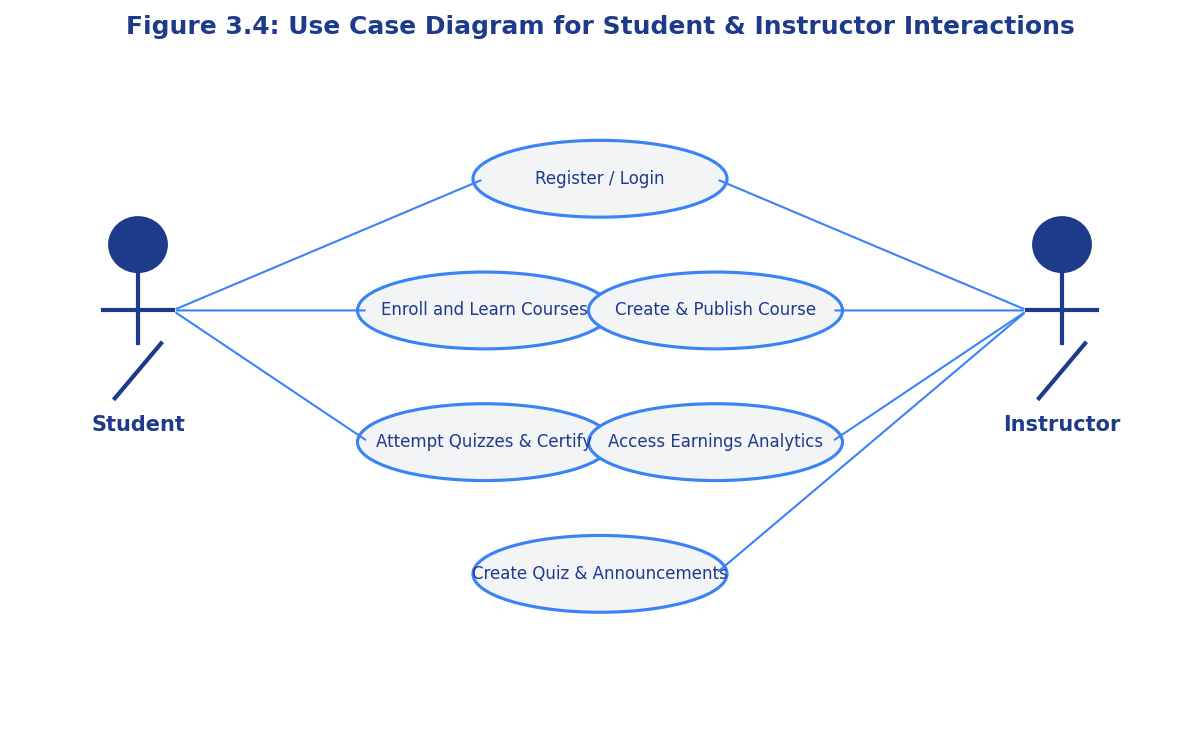 Figure 3.4: Use Case Diagram for Student & Instructor Interactions
Register / Login
Enroll and Learn Courses
Create & Publish Course
Student
Instructor
Attempt Quizzes & Certify
Access Earnings Analytics
Create Quiz & Announcements